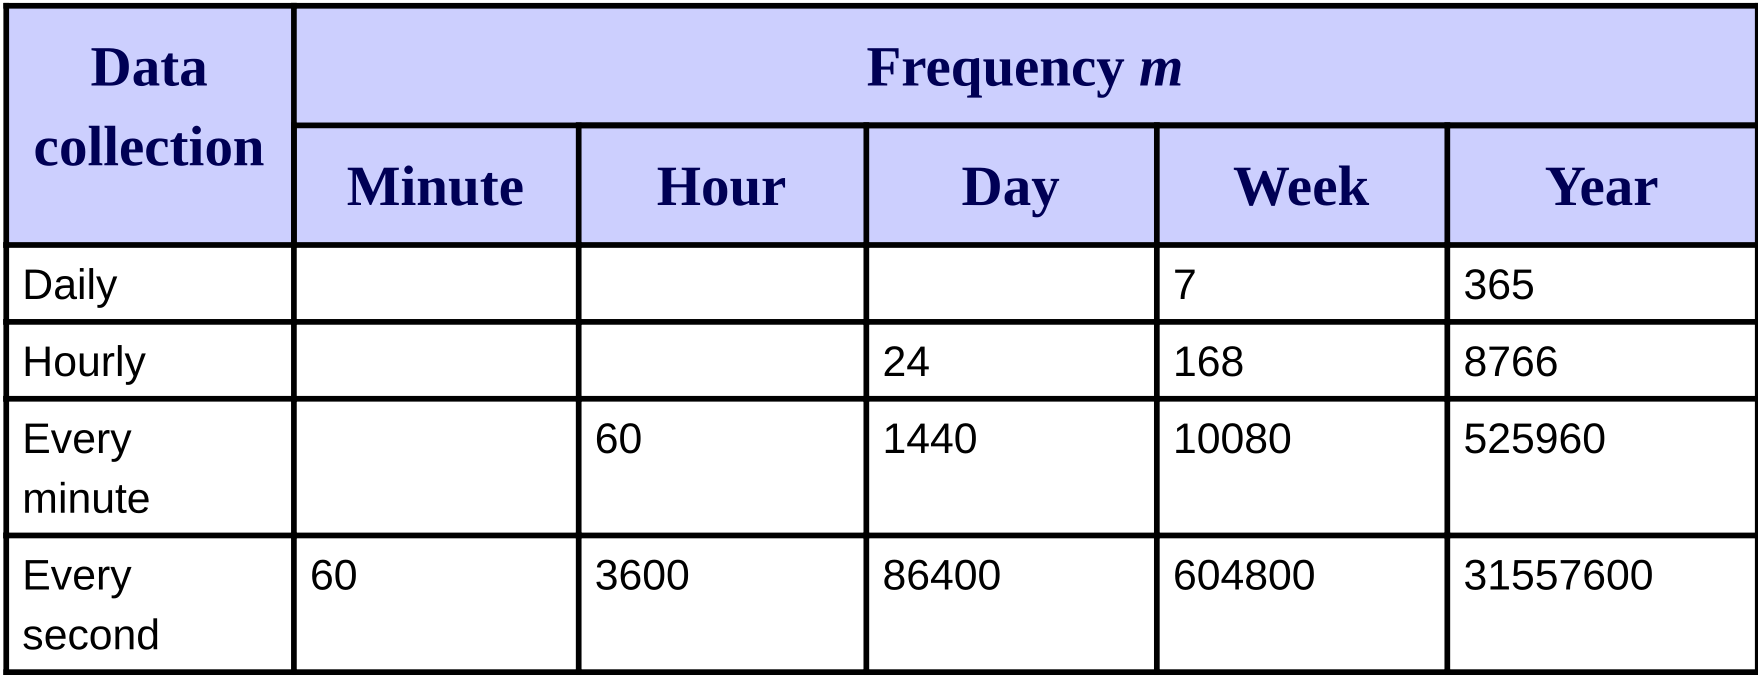 Data collection
Frequency m
Minute Hour Day Week Year
Daily 7 365
Hourly 24 168 8766
Every minute 60 1440 10080 525960
Every second 60 3600 86400 604800 31557600